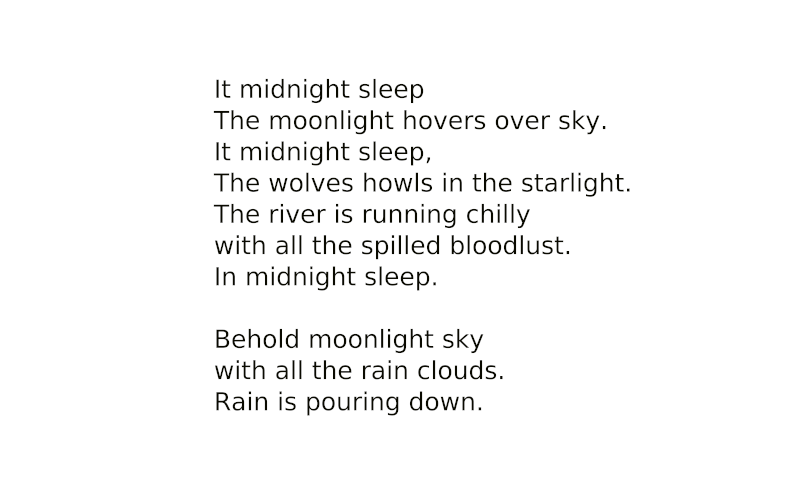 It midnight sleep
The moonlight hovers over sky.
It midnight sleep,
The wolves howls in the starlight.
The river is running chilly
with all the spilled bloodlust.
In midnight sleep.

Behold moonlight sky
with all the rain clouds.
Rain is pouring down.